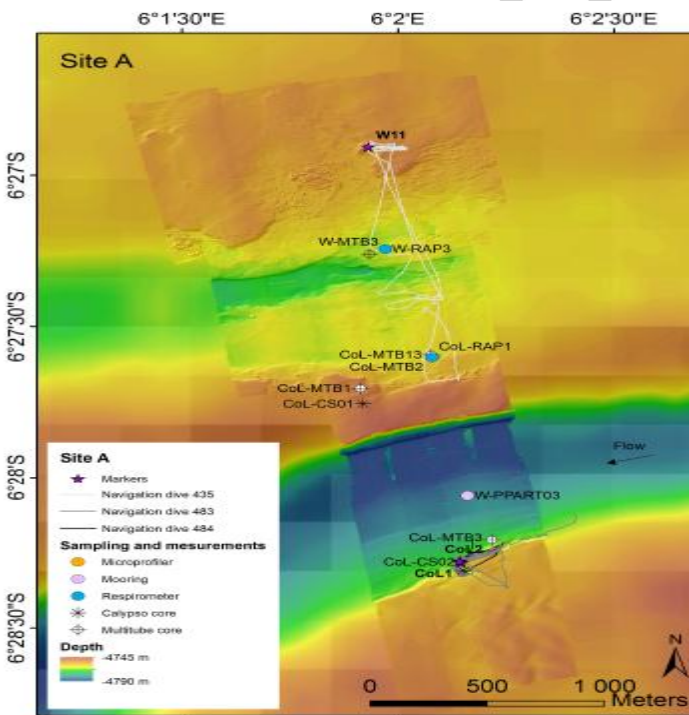 6°1'30"E
6°2'E
6°2'30"E
Site A
W11
6°27'S
W-MTB3
W-RAP3
6°27'30"S
CoL-RAP1
CoL-MTB13
CoL-MTB2
CoL-MTB1
CoL-CS01
Flow
6°28'S
W-PPART03
CoL-MTB3
CoL2
CoL-CS02
CoL1
6°28'30"S
Site A
Markers
Navigation dive 435
Navigation dive 483
Navigation dive 484
Sampling and mesurements
Microprofiler
Mooring
Respirometer
Calypso core
Multitube core
Depth
-4745 m
-4790 m
N
0 500 1 000
Meters